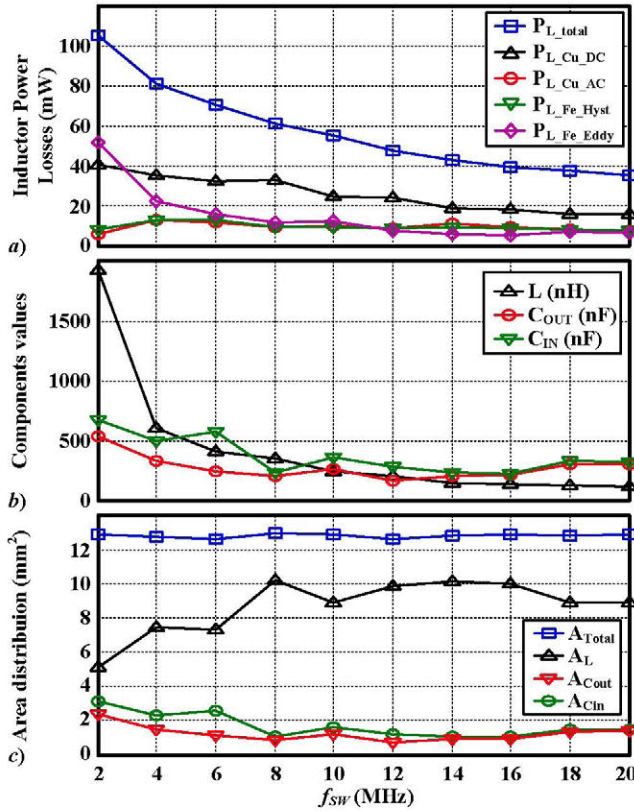 Inductor Power
Losses (mW)
100
80
60
40
20
0
P_L_total
P_L_Cu_DC
P_L_Cu_AC
P_L_Fe_Hyst
P_L_Fe_Eddy
a)
Components values
1500
1000
500
0
L (nH)
C_OUT (nF)
C_IN (nF)
b)
Area distribuion (mm²)
12
10
8
6
4
2
0
A_Total
A_L
A_Cout
A_Cin
c)
2 4 6 8 10 12 14 16 18 20
f_SW (MHz)